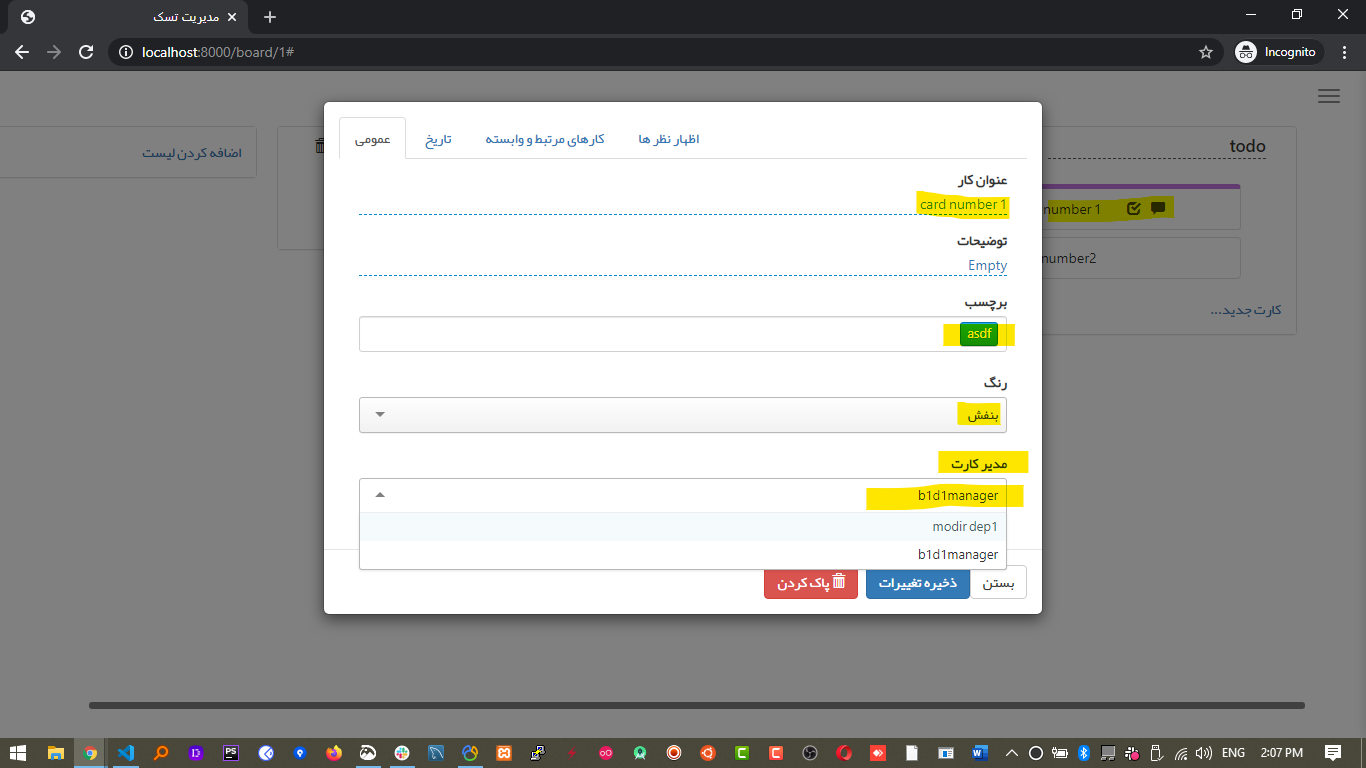 مدیریت تسک
localhost:8000/board/1#
Incognito
عمومی
تاریخ
کارهای مرتبط و وابسته
اظهار نظر ها
اضافه کردن لیست
todo
number 1
number2
کارت جدید...
عنوان کار
card number 1
توضیحات
Empty
برچسب
asdf
رنگ
بنفش
مدیر کارت
b1d1manager
modir dep1
b1d1manager
بستن
ذخیره تغییرات
پاک کردن
ENG
2:07 PM